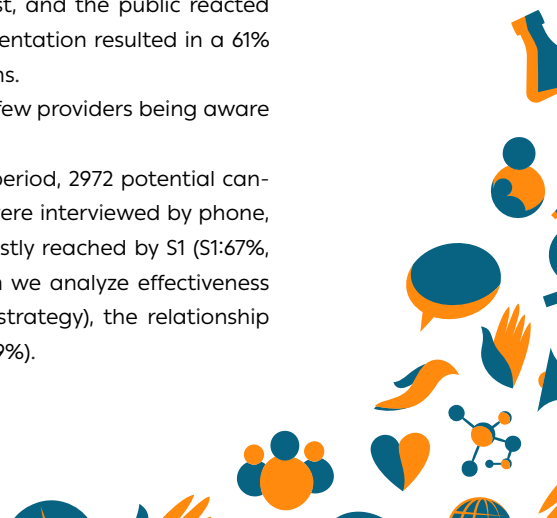 st, and the public reacted
entation resulted in a 61%
ns.
few providers being aware
period, 2972 potential can-
were interviewed by phone,
stly reached by S1 (S1:67%,
n we analyze effectiveness
strategy), the relationship
9%).